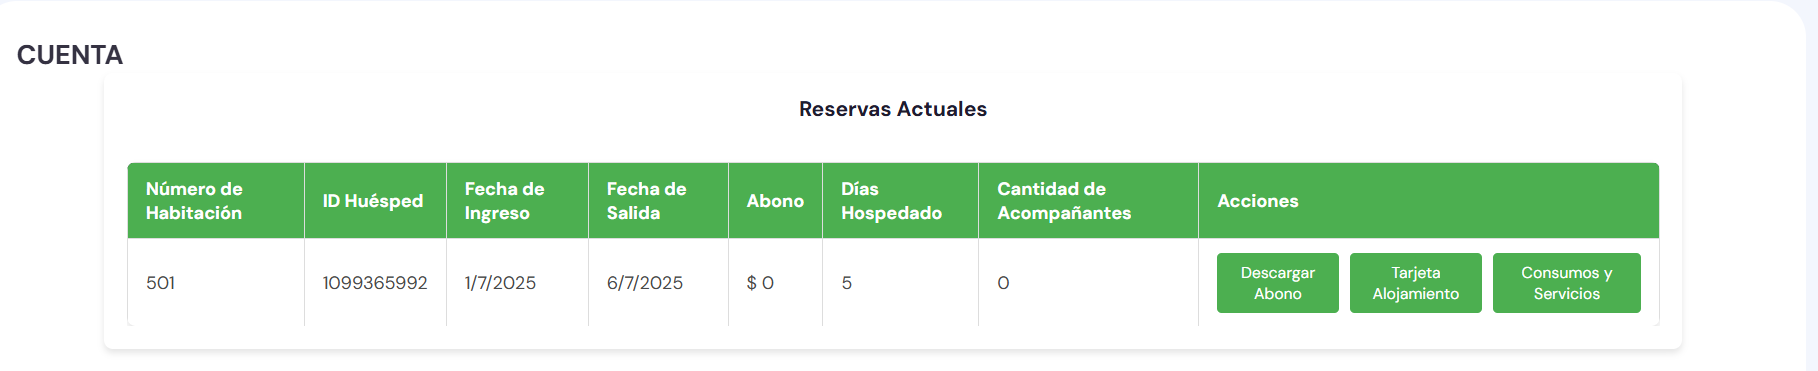 CUENTA
Reservas Actuales
Número de Habitación ID Huésped Fecha de Ingreso Fecha de Salida Abono Días Hospedado Cantidad de Acompañantes Acciones
501 1099365992 1/7/2025 6/7/2025 $ 0 5 0 Descargar Abono Tarjeta Alojamiento Consumos y Servicios